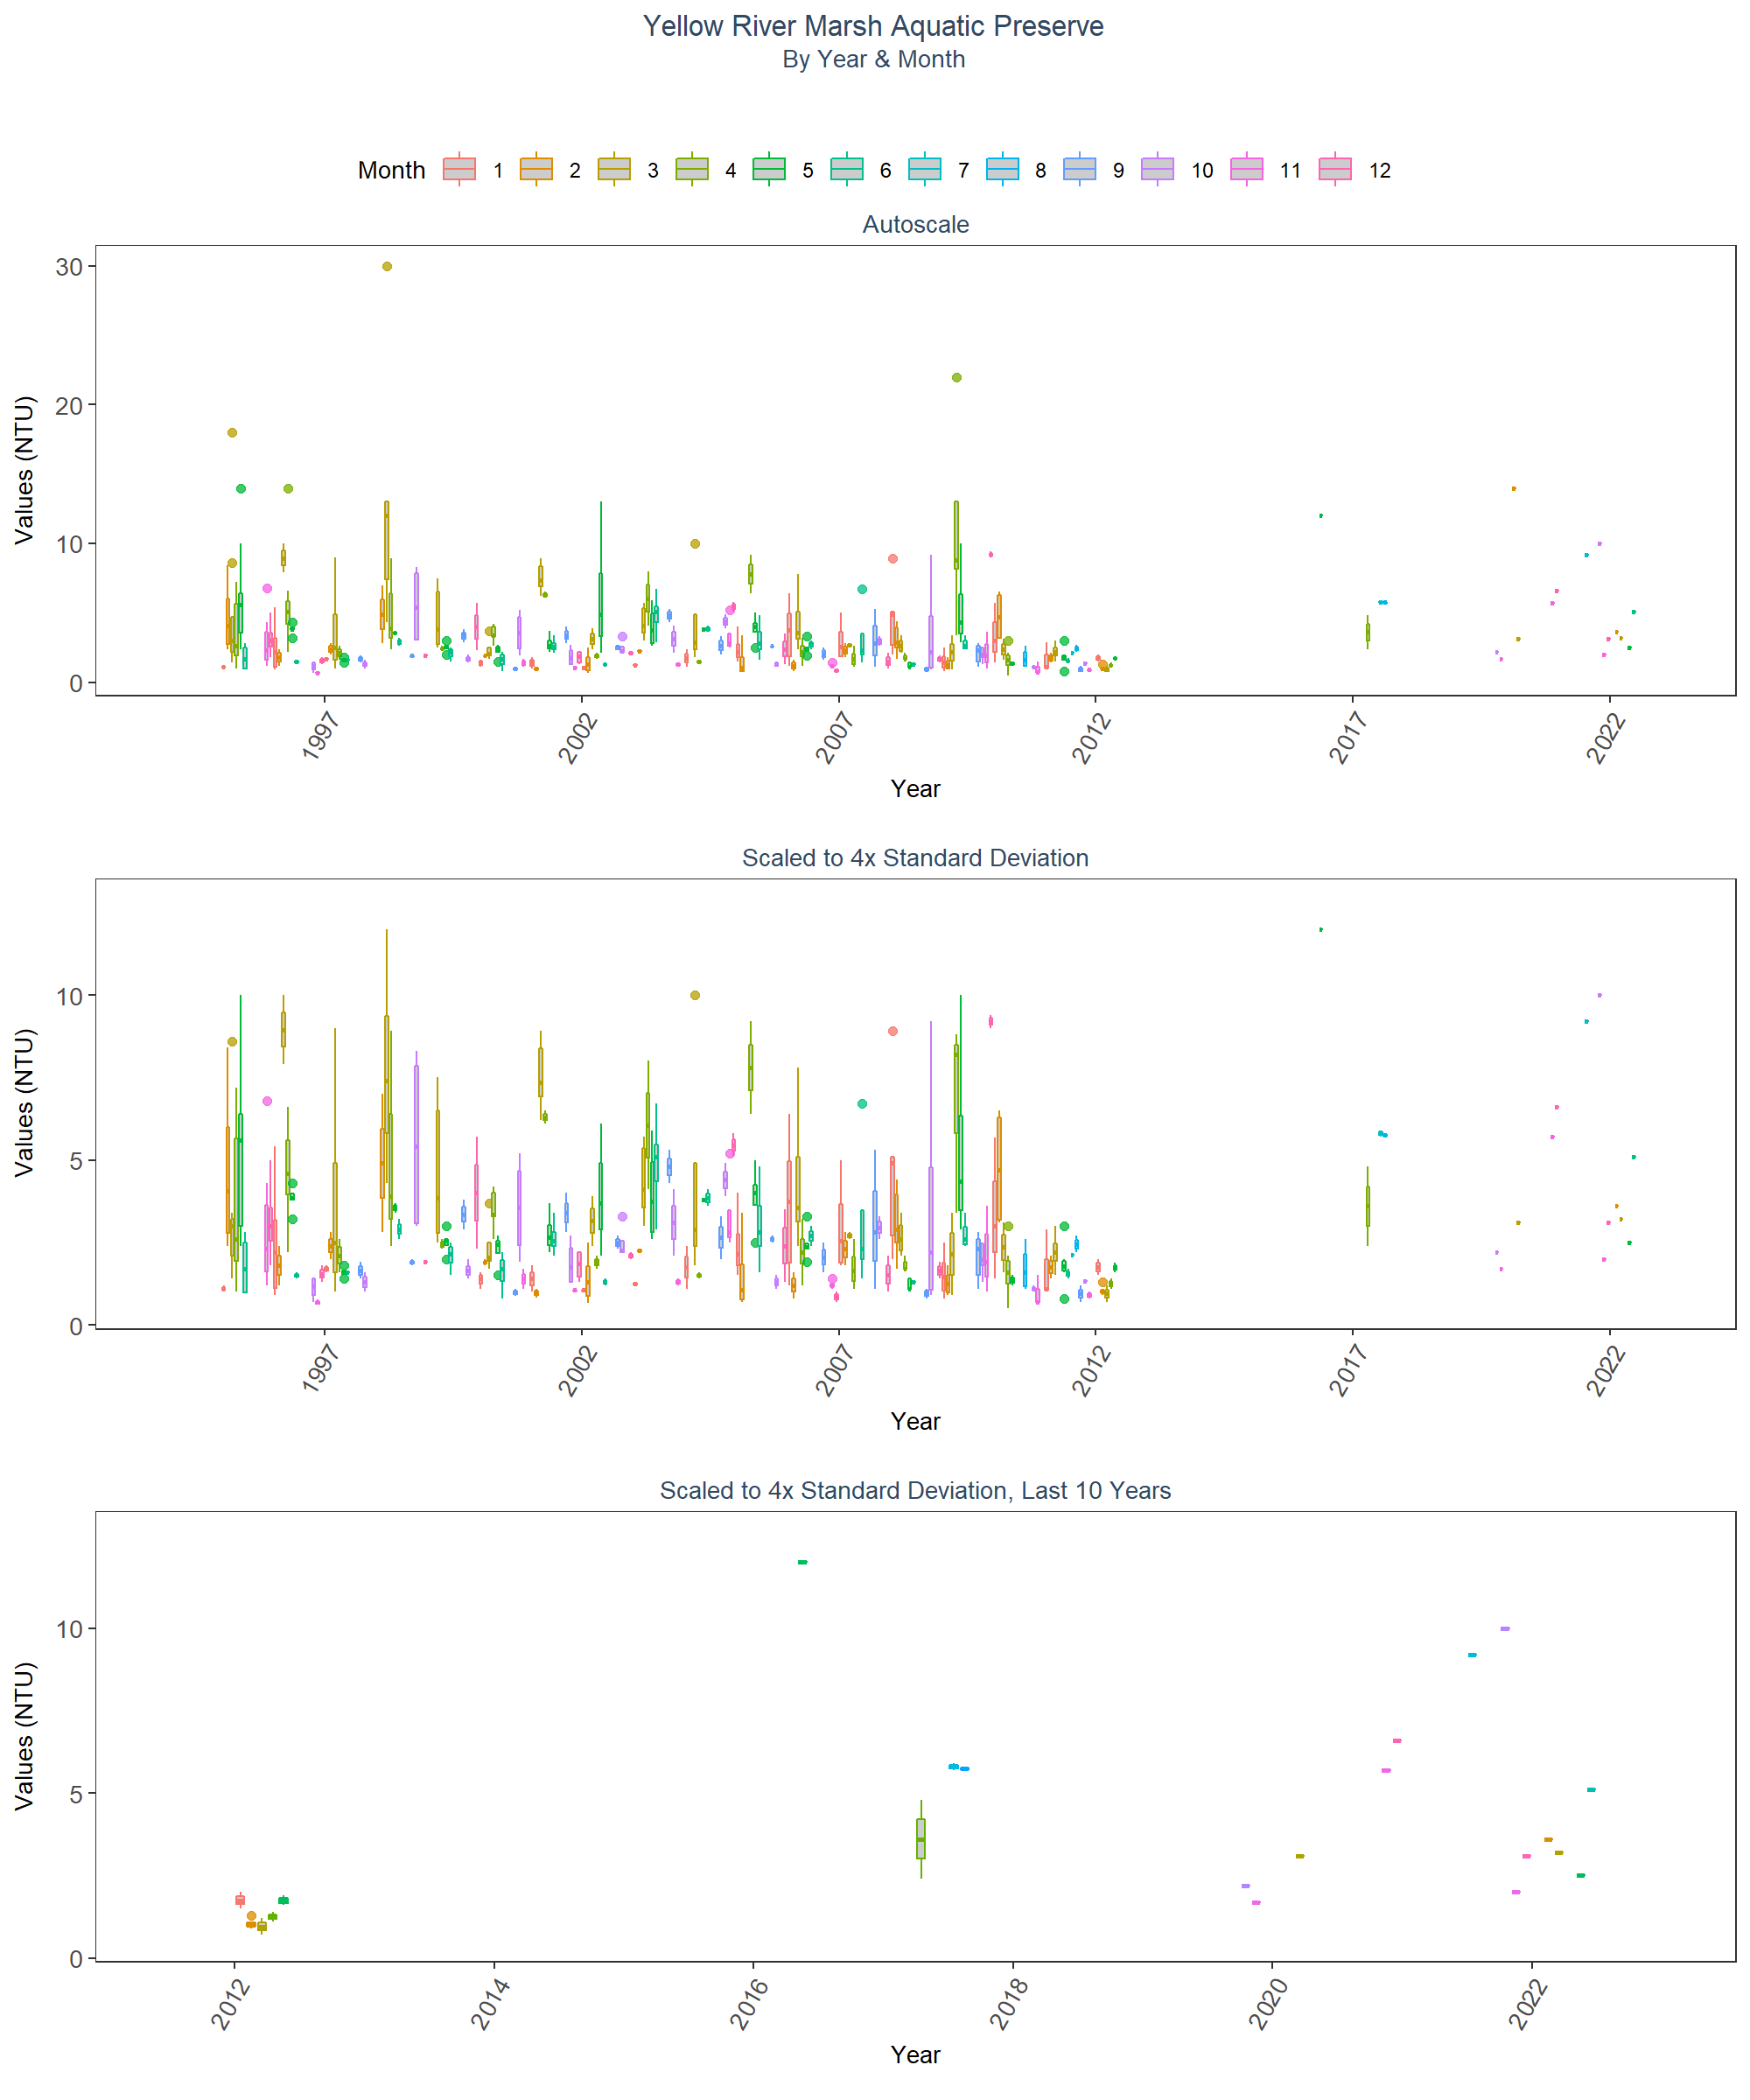 Yellow River Marsh Aquatic Preserve
By Year & Month
Month 1 2 3 4 5 6 7 8 9 10 11 12
Autoscale
Values (NTU)
30
20
10
0
1997 2002 2007 2012 2017 2022
Year
Scaled to 4x Standard Deviation
Values (NTU)
10
5
0
1997 2002 2007 2012 2017 2022
Year
Scaled to 4x Standard Deviation, Last 10 Years
Values (NTU)
10
5
0
2012 2014 2016 2018 2020 2022
Year